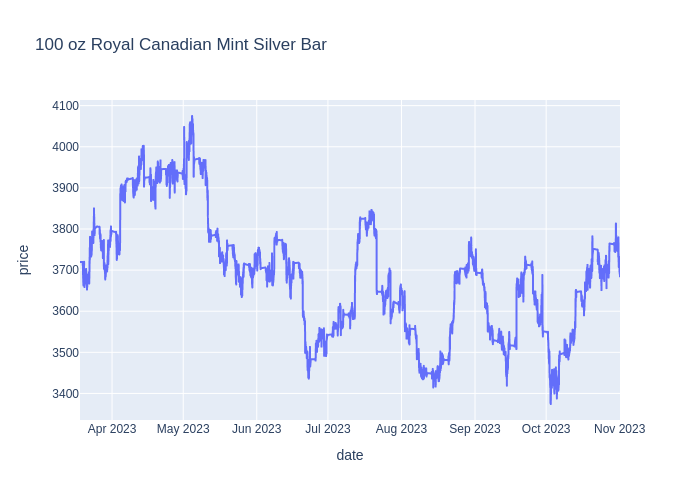 100 oz Royal Canadian Mint Silver Bar
4100
4000
3900
3800
3700
3600
3500
3400
price
Apr 2023 May 2023 Jun 2023 Jul 2023 Aug 2023 Sep 2023 Oct 2023 Nov 2023
date